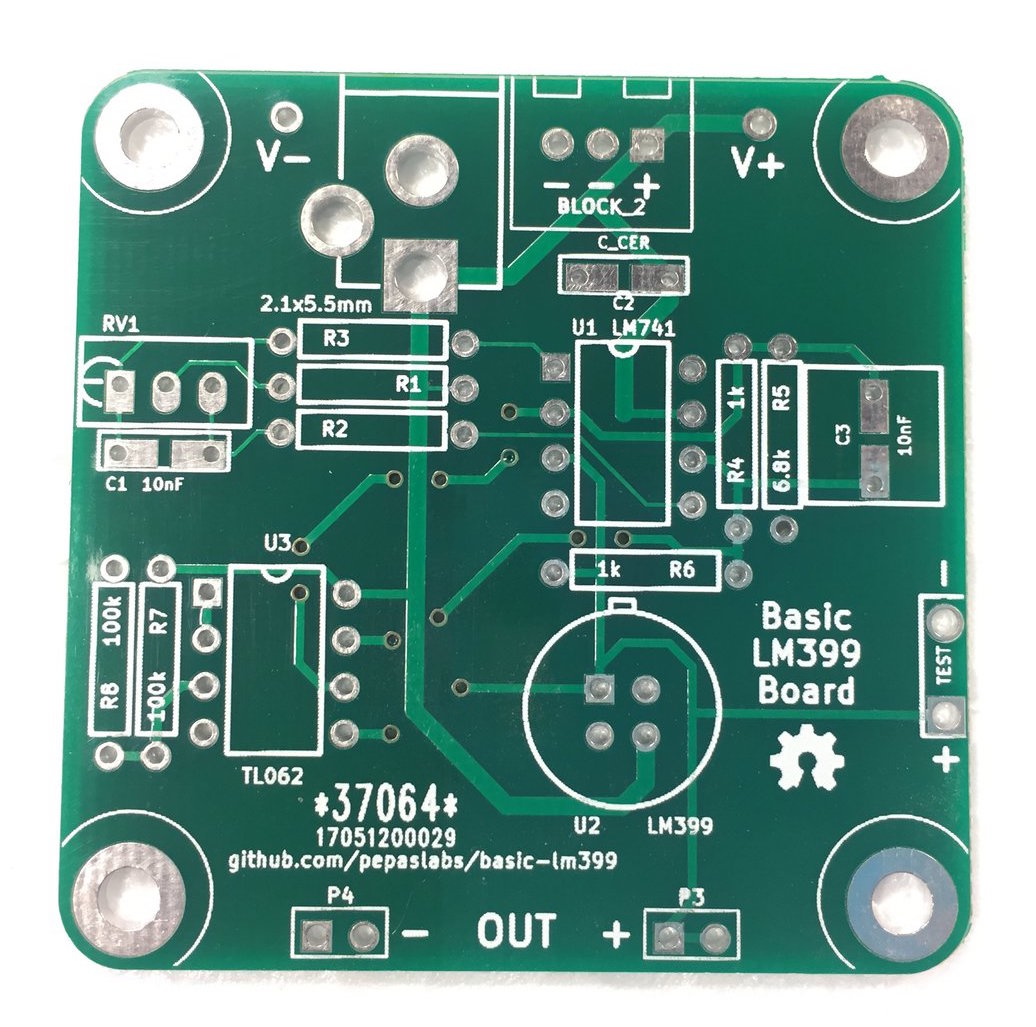 V-
V+
- - +
BLOCK_2
C_CER
C2
2.1x5.5mm
RV1
R3
R1
R2
C1 10nF
U1 LM741
1k
R4
R5
6.8k
C3
10nF
1k R6
U3
100k
R8
R7
100k
TL062
Basic
LM399
Board
-
TEST
+
U2 LM399
*37064*
17051200029
github.com/pepaslabs/basic-lm399
P4
P3
- OUT +